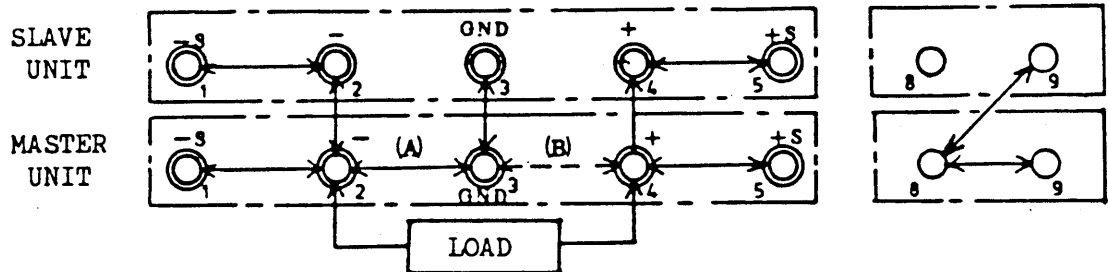 SLAVE UNIT
-S - GND + +S
1 2 3 4 5
8 9
MASTER UNIT
-S - (A) (B) + +S
1 2 3 4 5
GND
8 9
LOAD